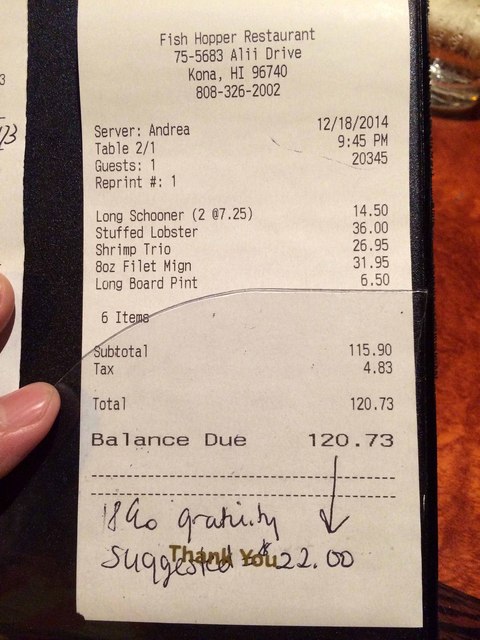 Fish Hopper Restaurant
75-5683 Alii Drive
Kona, HI 96740
808-326-2002
Server: Andrea 12/18/2014
Table 2/1 9:45 PM
Guests: 1 20345
Reprint #: 1
Long Schooner (2 @7.25) 14.50
Stuffed Lobster 36.00
Shrimp Trio 26.95
8oz Filet Mign 31.95
Long Board Pint 6.50
6 Items
Subtotal 115.90
Tax 4.83
Total 120.73
Balance Due 120.73
18% gratuity
Thank You
suggested $22.00